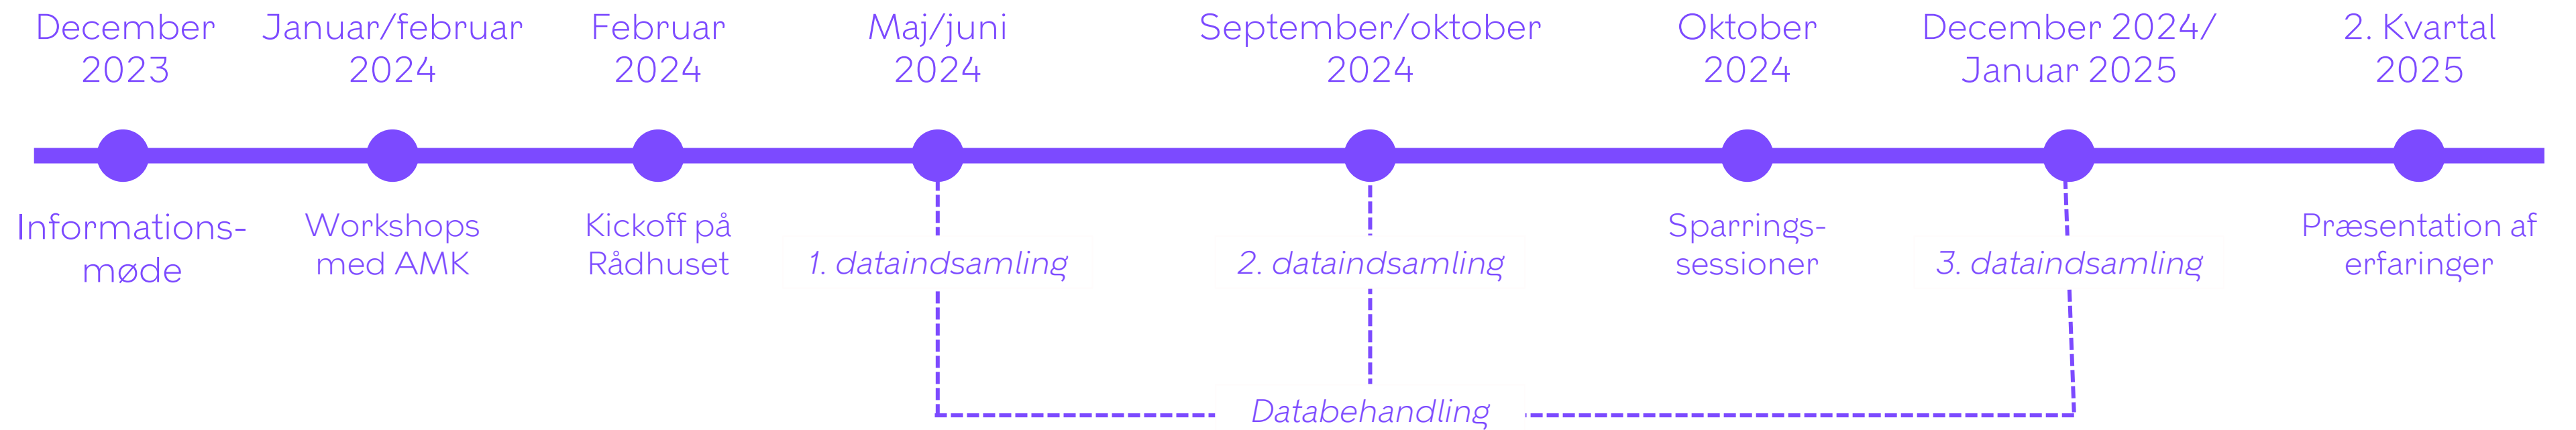 December
2023
Januar/februar
2024
Februar
2024
Maj/juni
2024
September/oktober
2024
Oktober
2024
December 2024/
Januar 2025
2. Kvartal
2025
Informations-
møde
Workshops
med AMK
Kickoff på
Rådhuset
1. dataindsamling
2. dataindsamling
Sparrings-
sessioner
3. dataindsamling
Præsentation af
erfaringer
Databehandling